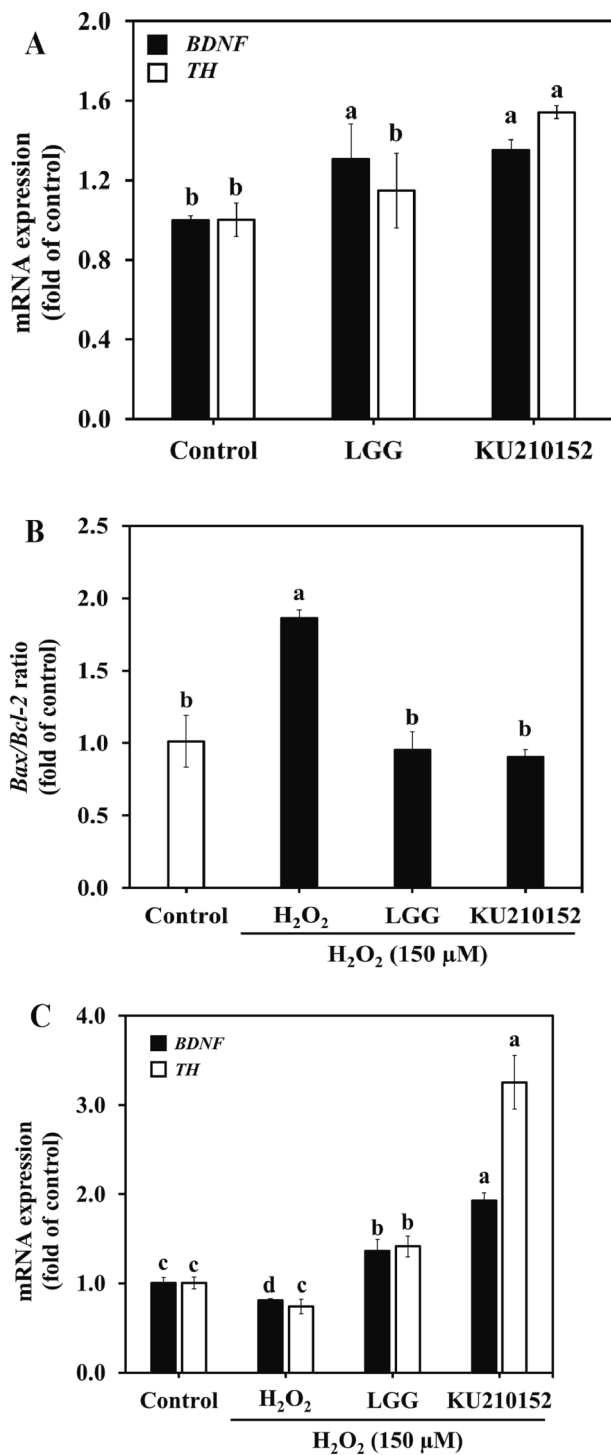 A
BDNF
TH
mRNA expression
(fold of control)
2.0
1.6
1.2
0.8
0.4
0.0
b b a b a a
Control LGG KU210152
B
Bax/Bcl-2 ratio
(fold of control)
2.5
2.0
1.5
1.0
0.5
0.0
b a b b
Control H₂O₂ LGG KU210152
H₂O₂ (150 μM)
C
BDNF
TH
mRNA expression
(fold of control)
4.0
3.0
2.0
1.0
0.0
c c d c b b a a
Control H₂O₂ LGG KU210152
H₂O₂ (150 μM)